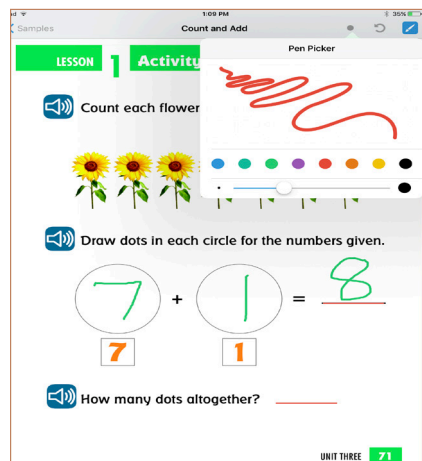 1:09 PM
35%
Samples
Count and Add
Pen Picker
LESSON 1 Activity
Count each flower
Draw dots in each circle for the numbers given.
7 + 1 = 8
7 1
How many dots altogether?
UNIT THREE 71